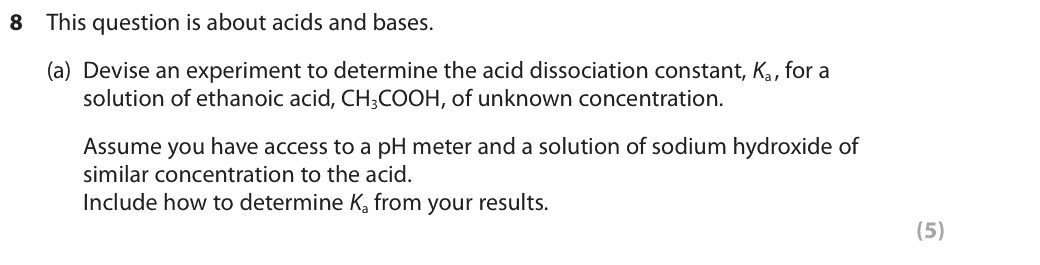 8 This question is about acids and bases.
(a) Devise an experiment to determine the acid dissociation constant, Kₐ, for a
solution of ethanoic acid, CH₃COOH, of unknown concentration.
Assume you have access to a pH meter and a solution of sodium hydroxide of
similar concentration to the acid.
Include how to determine Kₐ from your results.
(5)